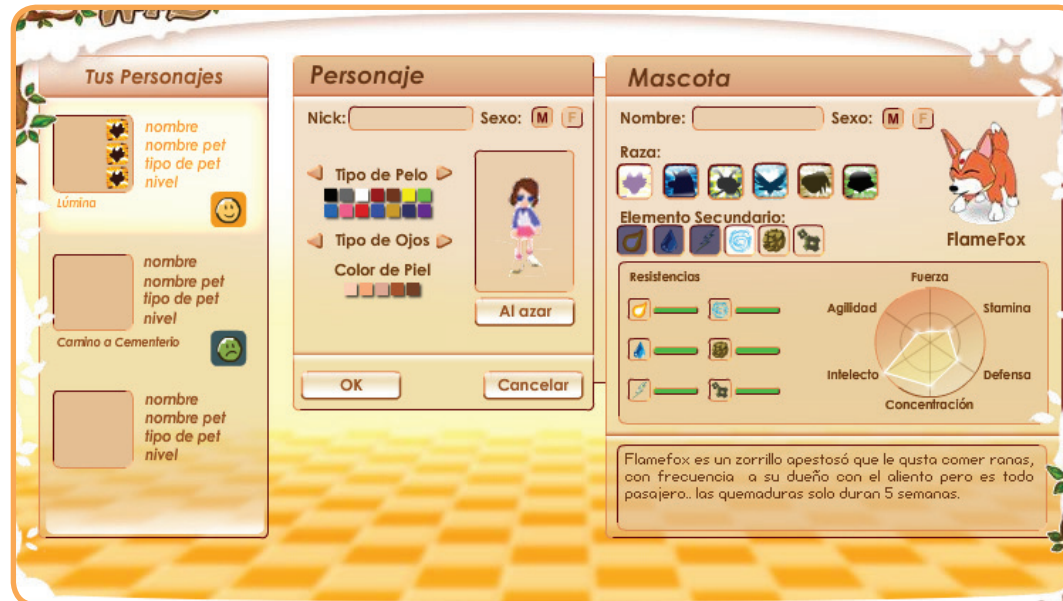 Tus Personajes
nombre
nombre pet
tipo de pet
nivel
Lúmina
nombre
nombre pet
tipo de pet
nivel
Camino a Cementerio
nombre
nombre pet
tipo de pet
nivel
Personaje
Nick:
Sexo: M F
Tipo de Pelo
Tipo de Ojos
Color de Piel
Al azar
OK
Cancelar
Mascota
Nombre:
Sexo: M F
Raza:
Elemento Secundario:
FlameFox
Resistencias
Fuerza
Agilidad
Stamina
Intelecto
Defensa
Concentración
Flamefox es un zorrillo apestosó que le gusta comer ranas,
con frecuencia a su dueño con el aliento pero es todo
pasajero.. las quemaduras solo duran 5 semanas.